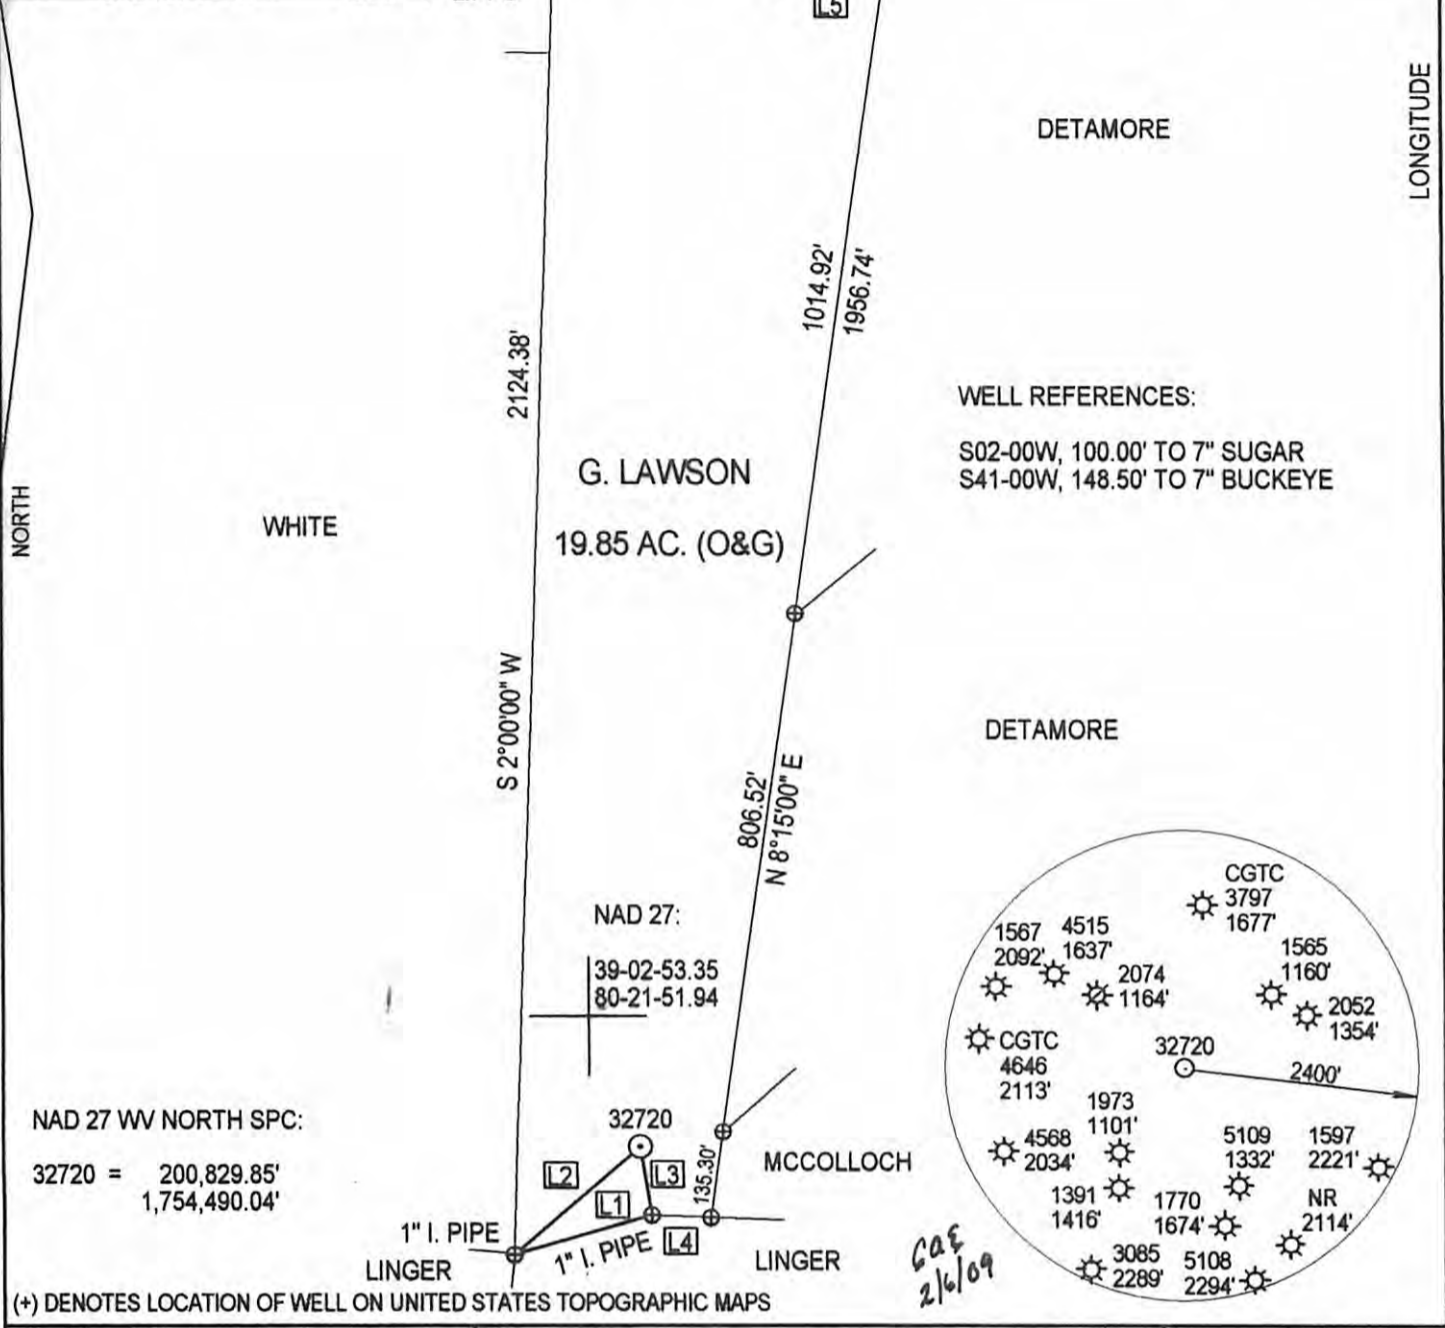 L5
LONGITUDE
DETAMORE
1014.92'
1956.74'
2124.38'
WELL REFERENCES:
S02-00W, 100.00' TO 7" SUGAR
S41-00W, 148.50' TO 7" BUCKEYE
G. LAWSON
19.85 AC. (O&G)
NORTH
WHITE
S 2°00'00" W
DETAMORE
806.52'
N 8°15'00" E
NAD 27:
39-02-53.35
80-21-51.94
CGTC
3797
1677'
1567
2092'
4515
1637'
2074
1164'
1565
1160'
2052
1354'
CGTC
4646
2113'
32720
2400'
1973
1101'
4568
2034'
1391
1416'
5109
1332'
1597
2221'
1770
1674'
NR
2114'
3085
2289'
5108
2294'
NAD 27 WV NORTH SPC:
32720 = 200,829.85'
1,754,490.04'
32720
L2
L3
L1
135.30'
MCCOLLOCH
1" I. PIPE
1" I. PIPE
L4
LINGER
LINGER
2/6/09
(+) DENOTES LOCATION OF WELL ON UNITED STATES TOPOGRAPHIC MAPS